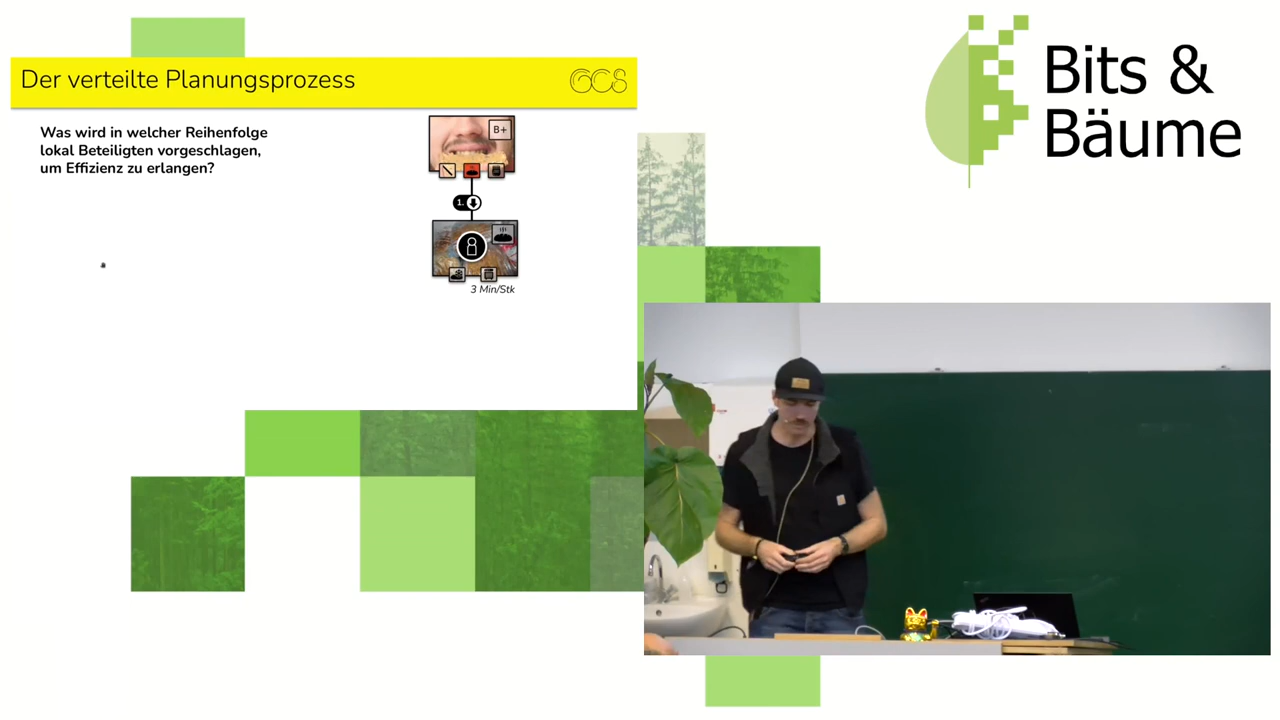 Der verteilte Planungsprozess
GCS
Was wird in welcher Reihenfolge
lokal Beteiligten vorgeschlagen,
um Effizienz zu erlangen?
B+
1.
3 Min/Stk
Bits &
Bäume